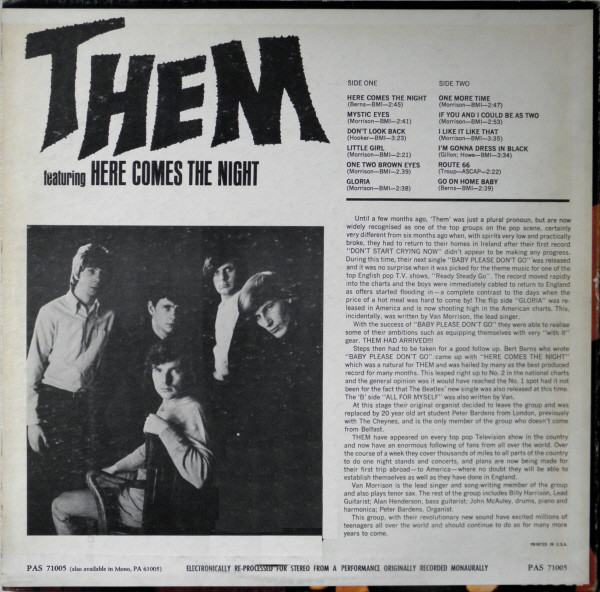 THEM
featuring HERE COMES THE NIGHT
SIDE ONE
HERE COMES THE NIGHT
(Berns—BMI—2:45)
MYSTIC EYES
(Morrison—BMI—2:41)
DON'T LOOK BACK
(Hooker—BMI—3:23)
LITTLE GIRL
(Morrison—BMI—2:21)
ONE TWO BROWN EYES
(Morrison—BMI—2.39)
GLORIA
(Morrison—BMI—2:38)
SIDE TWO
ONE MORE TIME
(Morrison—BMI—2:47)
IF YOU AND I COULD BE AS TWO
(Morrison—BMI—2:53)
I LIKE IT LIKE THAT
(Morrison—BMI—3:35)
I'M GONNA DRESS IN BLACK
(Gillon; Howe—BMI—3:34)
ROUTE 66
(Troup—ASCAP—2:22)
GO ON HOME BABY
(Berns—BMI—2:39)
Until a few months ago, 'Them' was just a plural pronoun, but are now
widely recognised as one of the top groups on the pop scene, certainly
very different from six months ago when, with spirits very low and practically
broke, they had to return to their homes in Ireland after their first record
"DON'T START CRYING NOW" didn't appear to be making any progress.
During this time, their next single "BABY PLEASE DON'T GO" was released
and it was no surprise when it was picked for the theme music for one of the
top English pop T.V. shows, "Ready Steady Go". The record moved rapidly
into the charts and the boys were immediately cabled to return to England
as offers started flooding in—a complete contrast to the days when the
price of a hot meal was hard to come by! The flip side "GLORIA" was re-
leased in America and is now shooting high in the American charts. This,
incidentally, was written by Van Morrison, the lead singer.
With the success of "BABY PLEASE DON'T GO" they were able to realise
some of their ambitions such as equipping themselves with very "with it"
gear. THEM HAD ARRIVED!!!
Steps then had to be taken for a good follow up. Bert Berns who wrote
"BABY PLEASE DON'T GO" came up with "HERE COMES THE NIGHT"
which was a natural for THEM and was hailed by many as the best produced
record for many months. This leaped right up to No. 2 in the national charts
and the general opinion was it would have reached the No. 1 spot had it not
been for the fact that The Beatles' new single was also released at this time.
The 'B' side "ALL FOR MYSELF" was also written by Van.
At this stage their original organist decided to leave the group and was
replaced by 20 year old art student Peter Bardens from London, previously
with The Cheynes, and is the only member of the group who doesn't come
from Belfast.
THEM have appeared on every top pop Television show in the country
and now have an enormous following of fans from all over the world. Over
the course of a week they cover thousands of miles to all parts of the country
to do one night stands and concerts, and plans are now being made for
their first trip abroad—to America—where no doubt they will be able to
establish themselves as well as they have done in England.
Van Morrison is the lead singer and song-writing member of the group
and also plays tenor sax. The rest of the group includes Billy Harrison, Lead
Guitarist; Alan Henderson, bass guitarist; John McAuley, drums, piano and
harmonica; Peter Bardens, Organist.
This group, with their revolutionary new sound have excited millions of
teenagers all over the world and should continue to do as for many more
years to come.
PRINTED IN U.S.A.
PAS 71005 (also available in Mono, PA 61005)
ELECTRONICALLY RE-PROCESSED FOR STEREO FROM A PERFORMANCE ORIGINALLY RECORDED MONAURALLY
PAS 71005